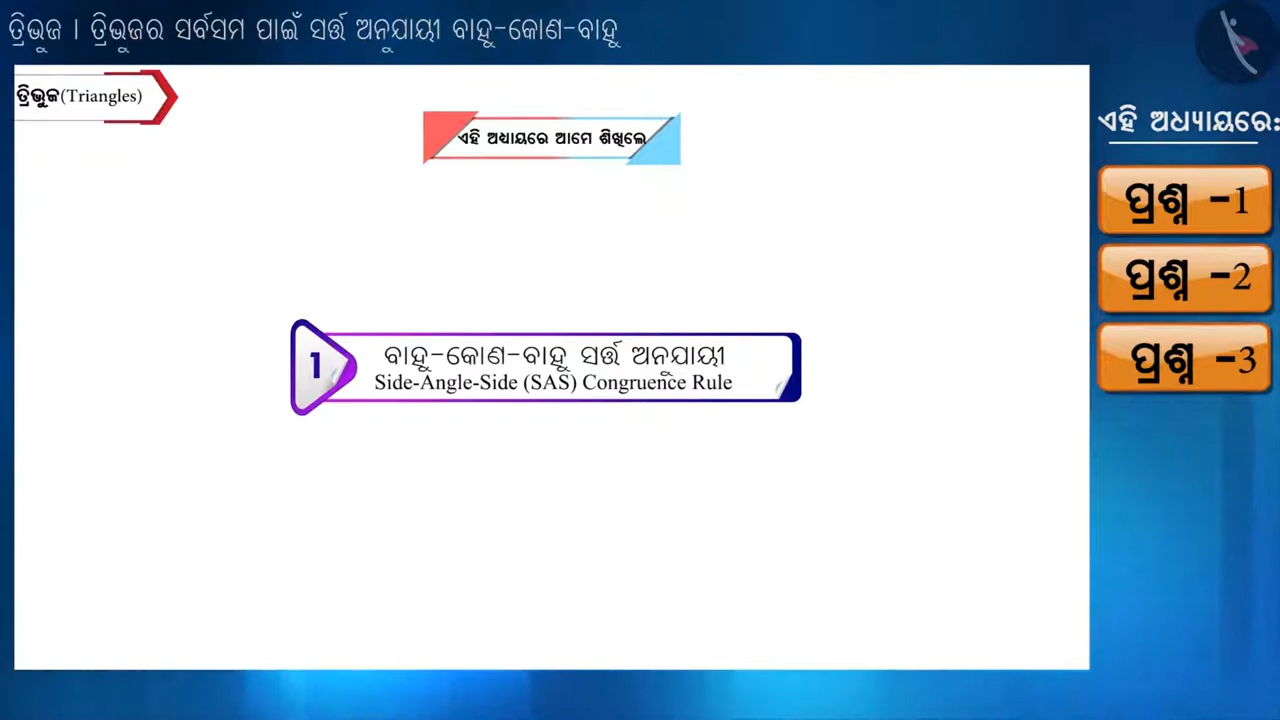 ତ୍ରିଭୁଜ । ତ୍ରିଭୁଜର ସର୍ବସମ ପାଇଁ ସର୍ତ୍ତ ଅନୁଯାୟୀ ବାହୁ-କୋଣ-ବାହୁ
ତ୍ରିଭୁଜ(Triangles)
ଏହି ଅଧ୍ୟାୟରେ ଆମେ ଶିଖିଲେ
1
ବାହୁ-କୋଣ-ବାହୁ ସର୍ତ୍ତ ଅନୁଯାୟୀ
Side-Angle-Side (SAS) Congruence Rule
ଏହି ଅଧ୍ୟାୟରେ:
ପ୍ରଶ୍ନ -1
ପ୍ରଶ୍ନ -2
ପ୍ରଶ୍ନ -3